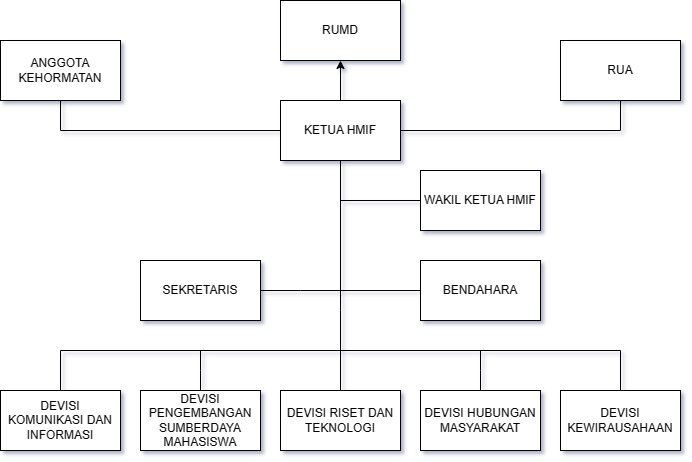 RUMD
ANGGOTA
KEHORMATAN
RUA
KETUA HMIF
WAKIL KETUA HMIF
SEKRETARIS
BENDAHARA
DEVISI
KOMUNIKASI DAN
INFORMASI
DEVISI
PENGEMBANGAN
SUMBERDAYA
MAHASISWA
DEVISI RISET DAN
TEKNOLOGI
DEVISI HUBUNGAN
MASYARAKAT
DEVISI
KEWIRAUSAHAAN